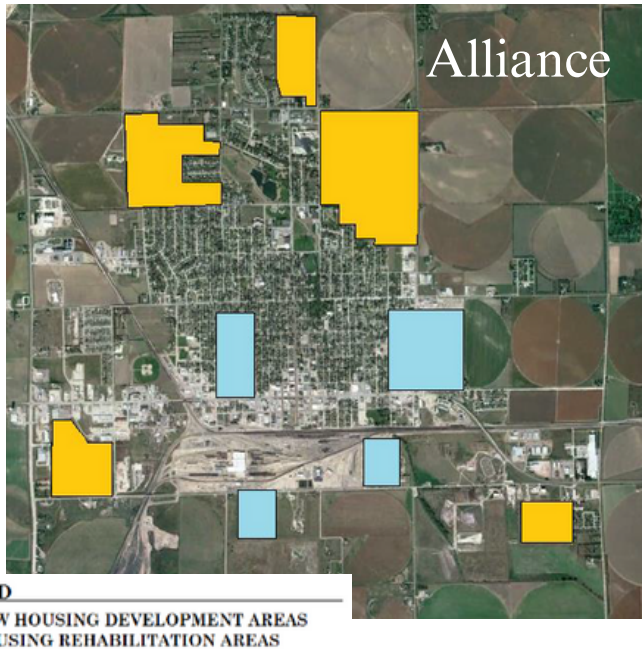 Alliance
D
W HOUSING DEVELOPMENT AREAS
USING REHABILITATION AREAS